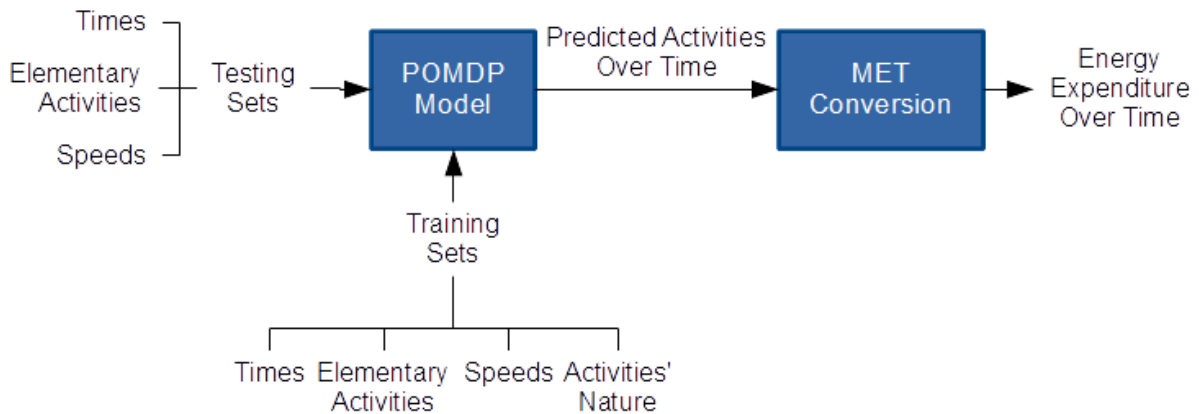 Times
Elementary
Activities
Speeds
Testing
Sets
POMDP
Model
Predicted Activities
Over Time
MET
Conversion
Energy
Expenditure
Over Time
Training
Sets
Times
Elementary
Activities
Speeds
Activities'
Nature